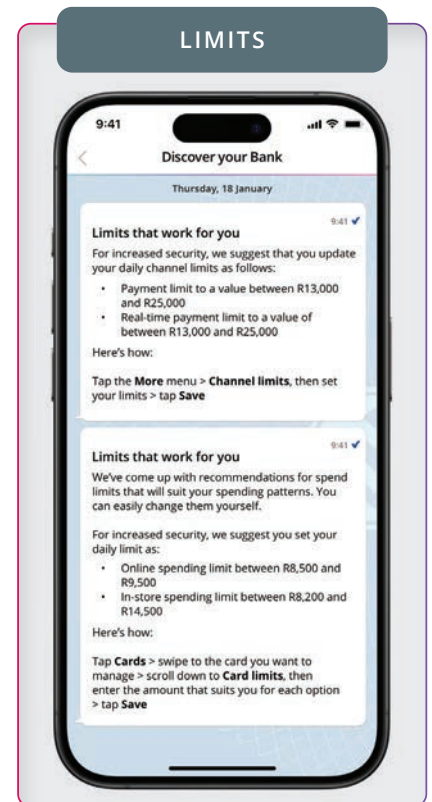 LIMITS
9:41
Discover your Bank
Thursday, 18 January
9:41
Limits that work for you
For increased security, we suggest that you update
your daily channel limits as follows:
• Payment limit to a value between R13,000
and R25,000
• Real-time payment limit to a value of
between R13,000 and R25,000
Here's how:
Tap the More menu > Channel limits, then set
your limits > tap Save
9:41
Limits that work for you
We've come up with recommendations for spend
limits that will suit your spending patterns. You
can easily change them yourself.
For increased security, we suggest you set your
daily limit as:
• Online spending limit between R8,500 and
R9,500
• In-store spending limit between R8,200 and
R14,500
Here's how:
Tap Cards > swipe to the card you want to
manage > scroll down to Card limits, then
enter the amount that suits you for each option
> tap Save